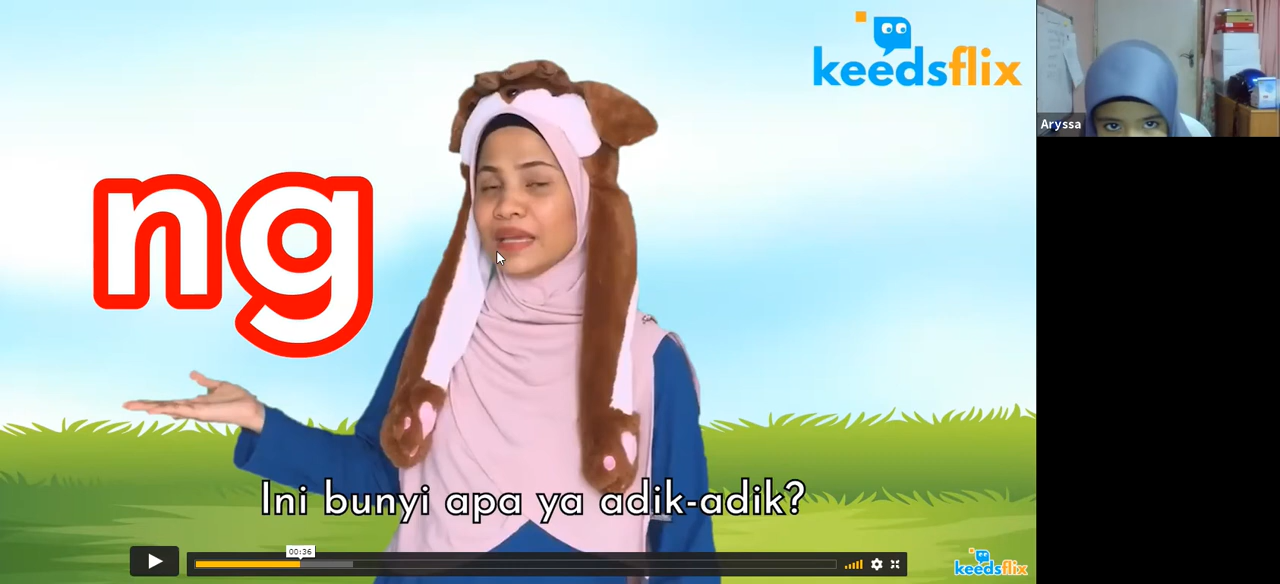 keedsflix
Aryssa
ng
Ini bunyi apa ya adik-adik?
00:36
keedsflix